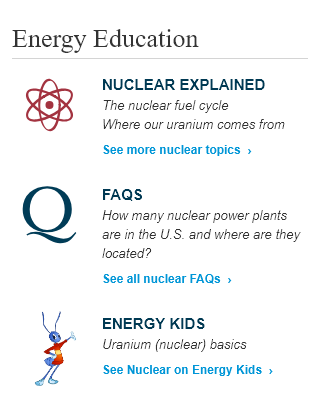 Energy Education
NUCLEAR EXPLAINED
The nuclear fuel cycle
Where our uranium comes from
See more nuclear topics ›
Q
FAQS
How many nuclear power plants
are in the U.S. and where are they
located?
See all nuclear FAQs ›
ENERGY KIDS
Uranium (nuclear) basics
See Nuclear on Energy Kids ›